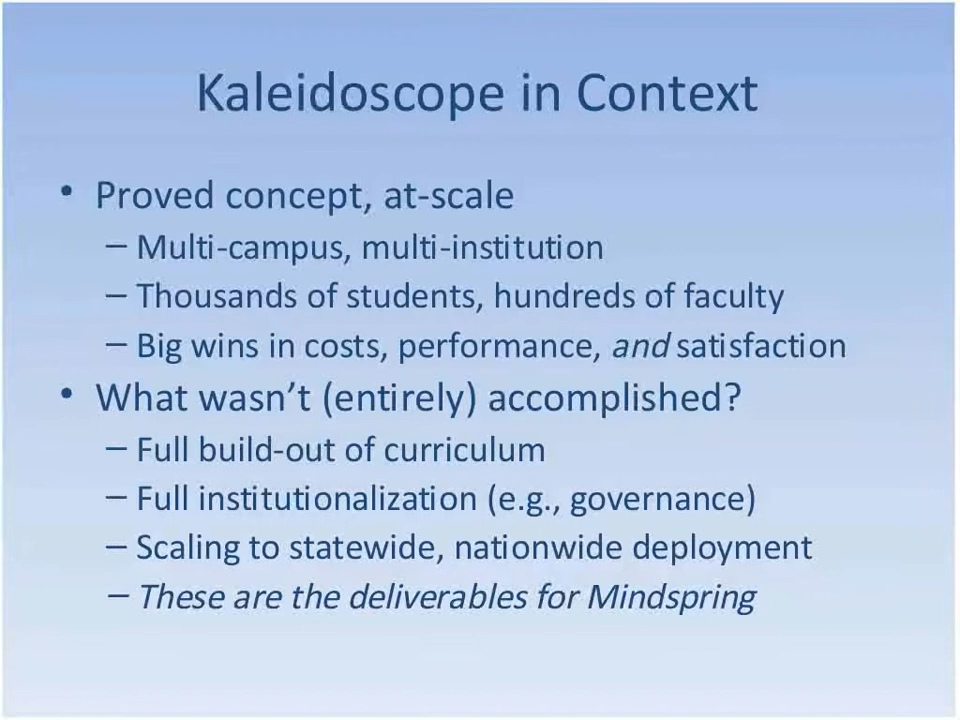 Kaleidoscope in Context
• Proved concept, at-scale
– Multi-campus, multi-institution
– Thousands of students, hundreds of faculty
– Big wins in costs, performance, and satisfaction
• What wasn’t (entirely) accomplished?
– Full build-out of curriculum
– Full institutionalization (e.g., governance)
– Scaling to statewide, nationwide deployment
– These are the deliverables for Mindspring